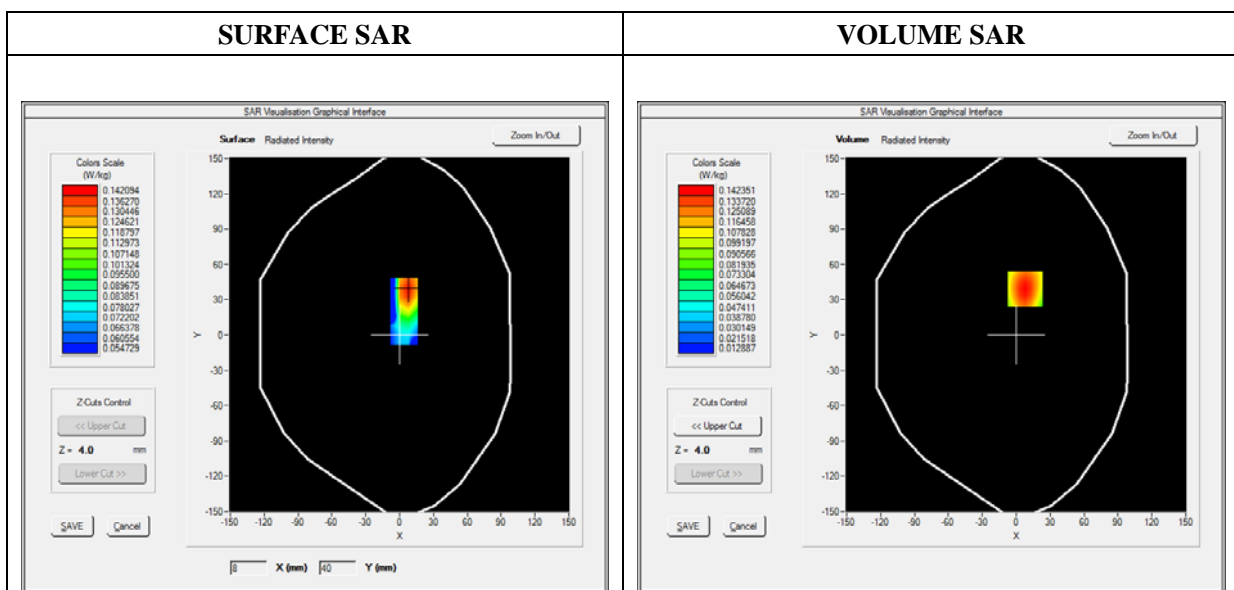 SURFACE SAR
VOLUME SAR
SAR Visualisation Graphical Interface
Surface Radiated Intensity
Zoom In/Out
Colors Scale
(W/kg)
0.142094
0.136270
0.130446
0.124621
0.118797
0.112973
0.107148
0.101324
0.095500
0.089675
0.083851
0.078027
0.072202
0.066378
0.060554
0.054729
Z-Cuts Control
<< Upper Cut
Z = 4.0 mm
Lower Cut >>
SAVE Cancel
150
120
90
60
30
0
-30
-60
-90
-120
-150
Y
-150 -120 -90 -60 -30 0 30 60 90 120 150
X
8 X (mm) 40 Y (mm)
SAR Visualisation Graphical Interface
Volume Radiated Intensity
Zoom In/Out
Colors Scale
(W/kg)
0.142351
0.133720
0.125089
0.116458
0.107828
0.099197
0.090566
0.081935
0.073304
0.064673
0.056042
0.047411
0.038780
0.030149
0.021518
0.012887
Z-Cuts Control
<< Upper Cut
Z = 4.0 mm
Lower Cut >>
SAVE Cancel
150
120
90
60
30
0
-30
-60
-90
-120
-150
Y
-150 -120 -90 -60 -30 0 30 60 90 120 150
X